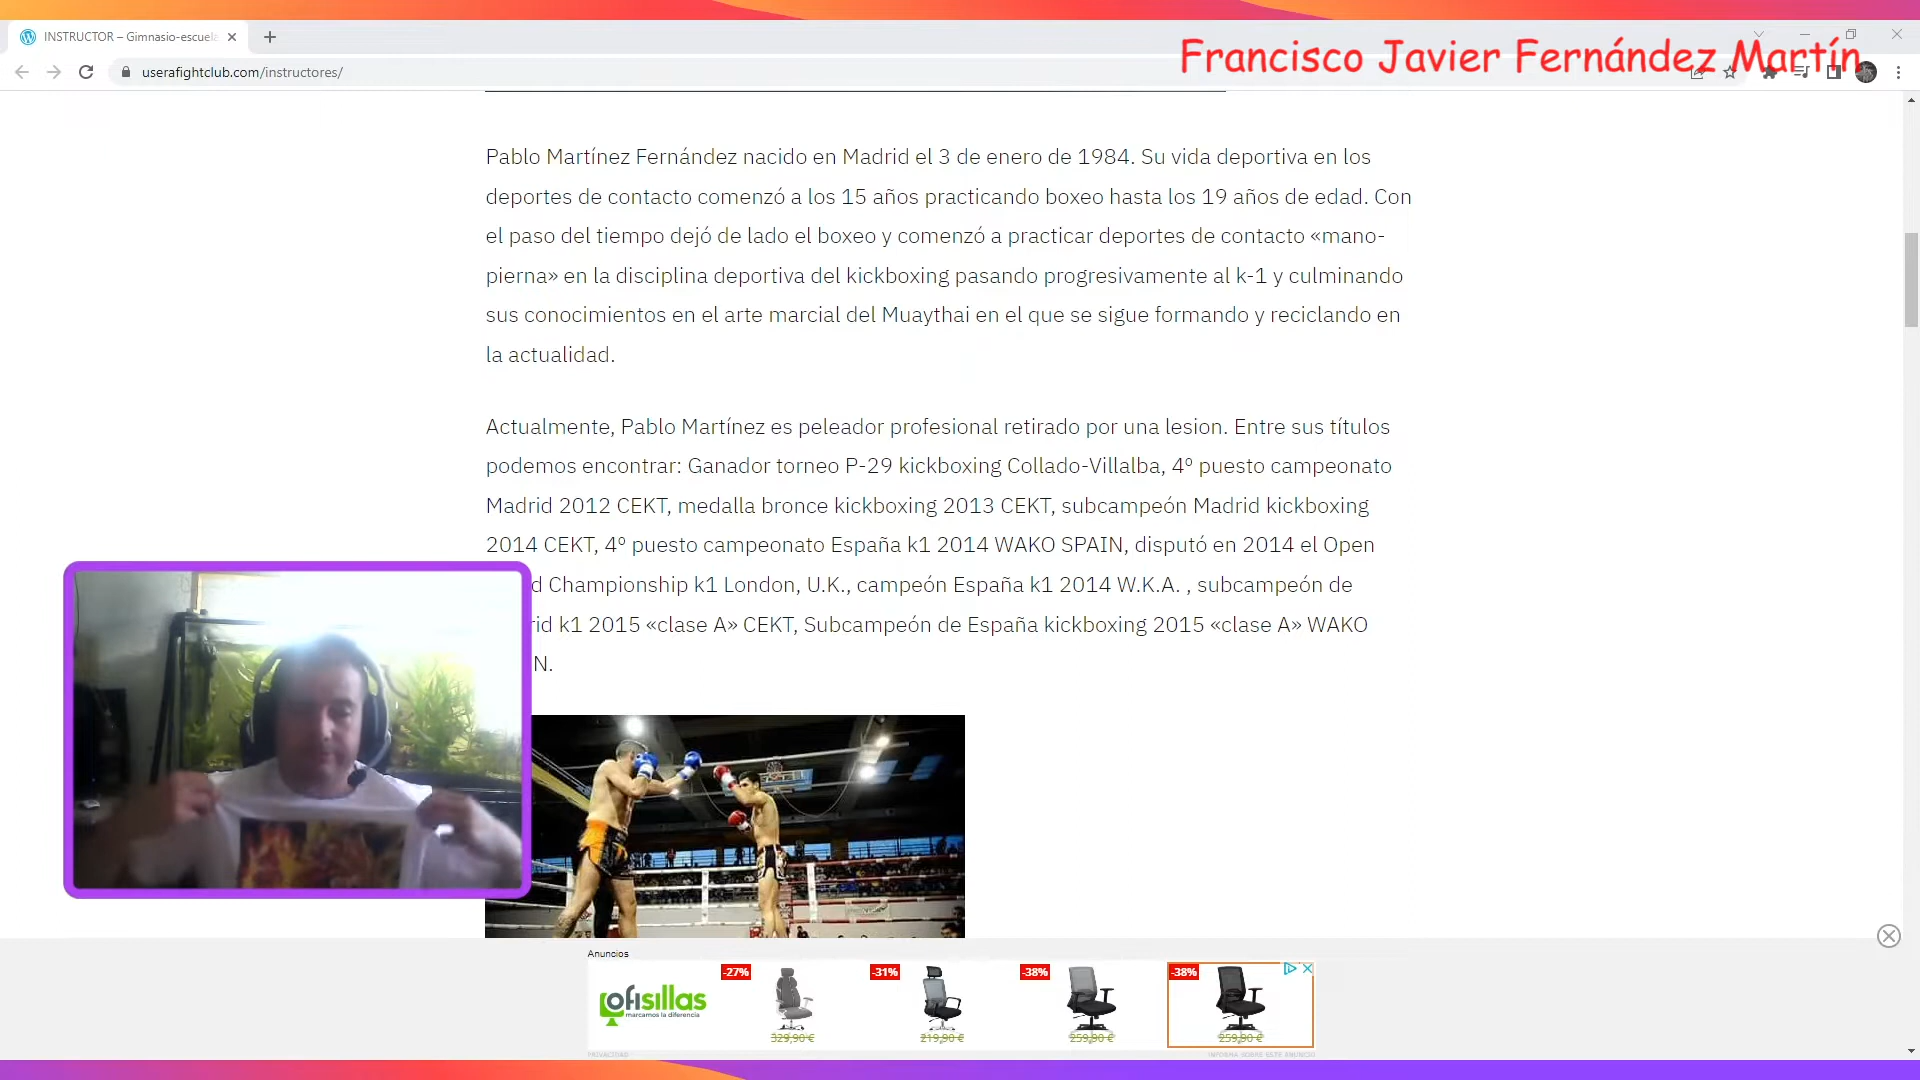 INSTRUCTOR – Gimnasio-escuela
Francisco Javier Fernández Martín
userafightclub.com/instructores/
Pablo Martínez Fernández nacido en Madrid el 3 de enero de 1984. Su vida deportiva en los
deportes de contacto comenzó a los 15 años practicando boxeo hasta los 19 años de edad. Con
el paso del tiempo dejó de lado el boxeo y comenzó a practicar deportes de contacto «mano-
pierna» en la disciplina deportiva del kickboxing pasando progresivamente al k-1 y culminando
sus conocimientos en el arte marcial del Muaythai en el que se sigue formando y reciclando en
la actualidad.
Actualmente, Pablo Martínez es peleador profesional retirado por una lesion. Entre sus títulos
podemos encontrar: Ganador torneo P-29 kickboxing Collado-Villalba, 4º puesto campeonato
Madrid 2012 CEKT, medalla bronce kickboxing 2013 CEKT, subcampeón Madrid kickboxing
2014 CEKT, 4º puesto campeonato España k1 2014 WAKO SPAIN, disputó en 2014 el Open
d Championship k1 London, U.K., campeón España k1 2014 W.K.A. , subcampeón de
rid k1 2015 «clase A» CEKT, Subcampeón de España kickboxing 2015 «clase A» WAKO
N.
Anuncios
ofisillas
marcamos la diferencia
-27%
329,90 €
-31%
219,90 €
-38%
259,90 €
-38%
259,90 €
PRIVACIDAD
INFORMA SOBRE ESTE ANUNCIO